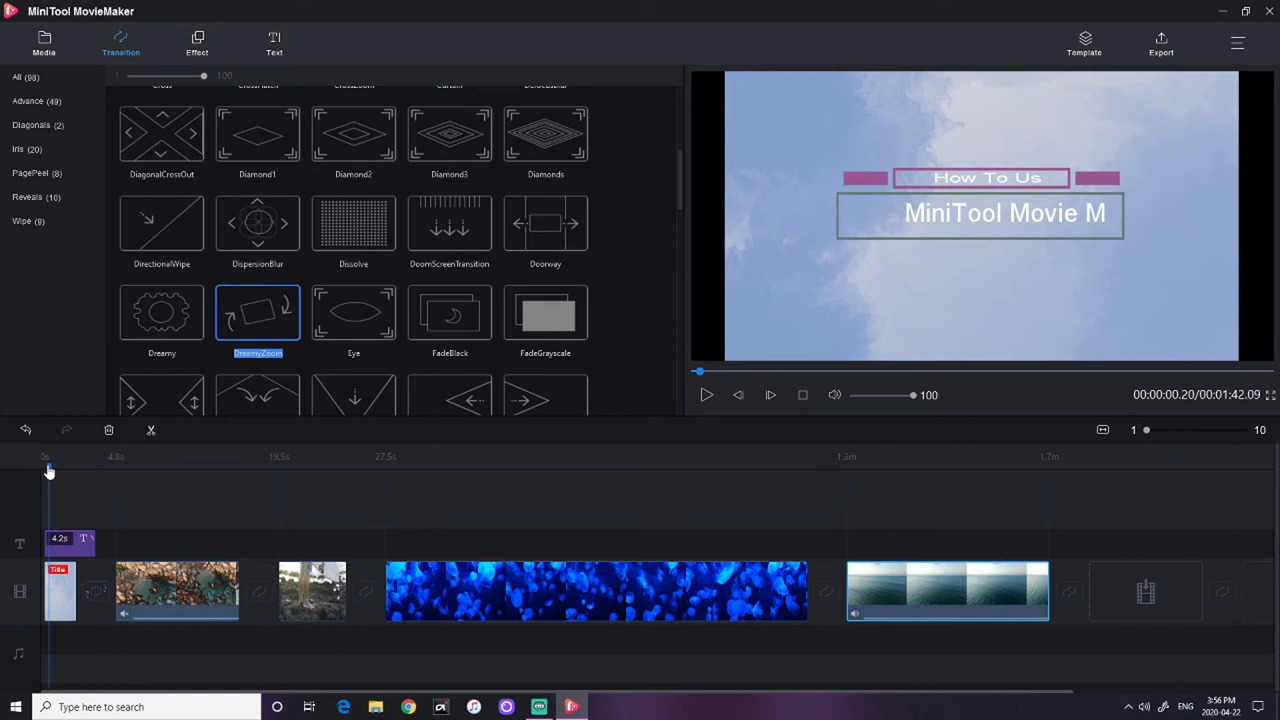 MiniTool MovieMaker
Media
Transition
Effect
Text
Template
Export
All (98)
Advance (49)
Diagonals (2)
Iris (20)
PagePeel (8)
Reveals (10)
Wipe (9)
1
100
DiagonalCrossOut
Diamond1
Diamond2
Diamond3
Diamonds
DirectionalWipe
DispersionBlur
Dissolve
DoomScreenTransition
Doorway
Dreamy
DreamyZoom
Eye
FadeBlack
FadeGrayscale
How To Us
MiniTool Movie M
100
00:00:00.20/00:01:42.09
1
10
0s
4.8s
19.5s
27.5s
1.3m
1.7m
4.2s
Title
Type here to search
ENG
3:56 PM
2020-04-22